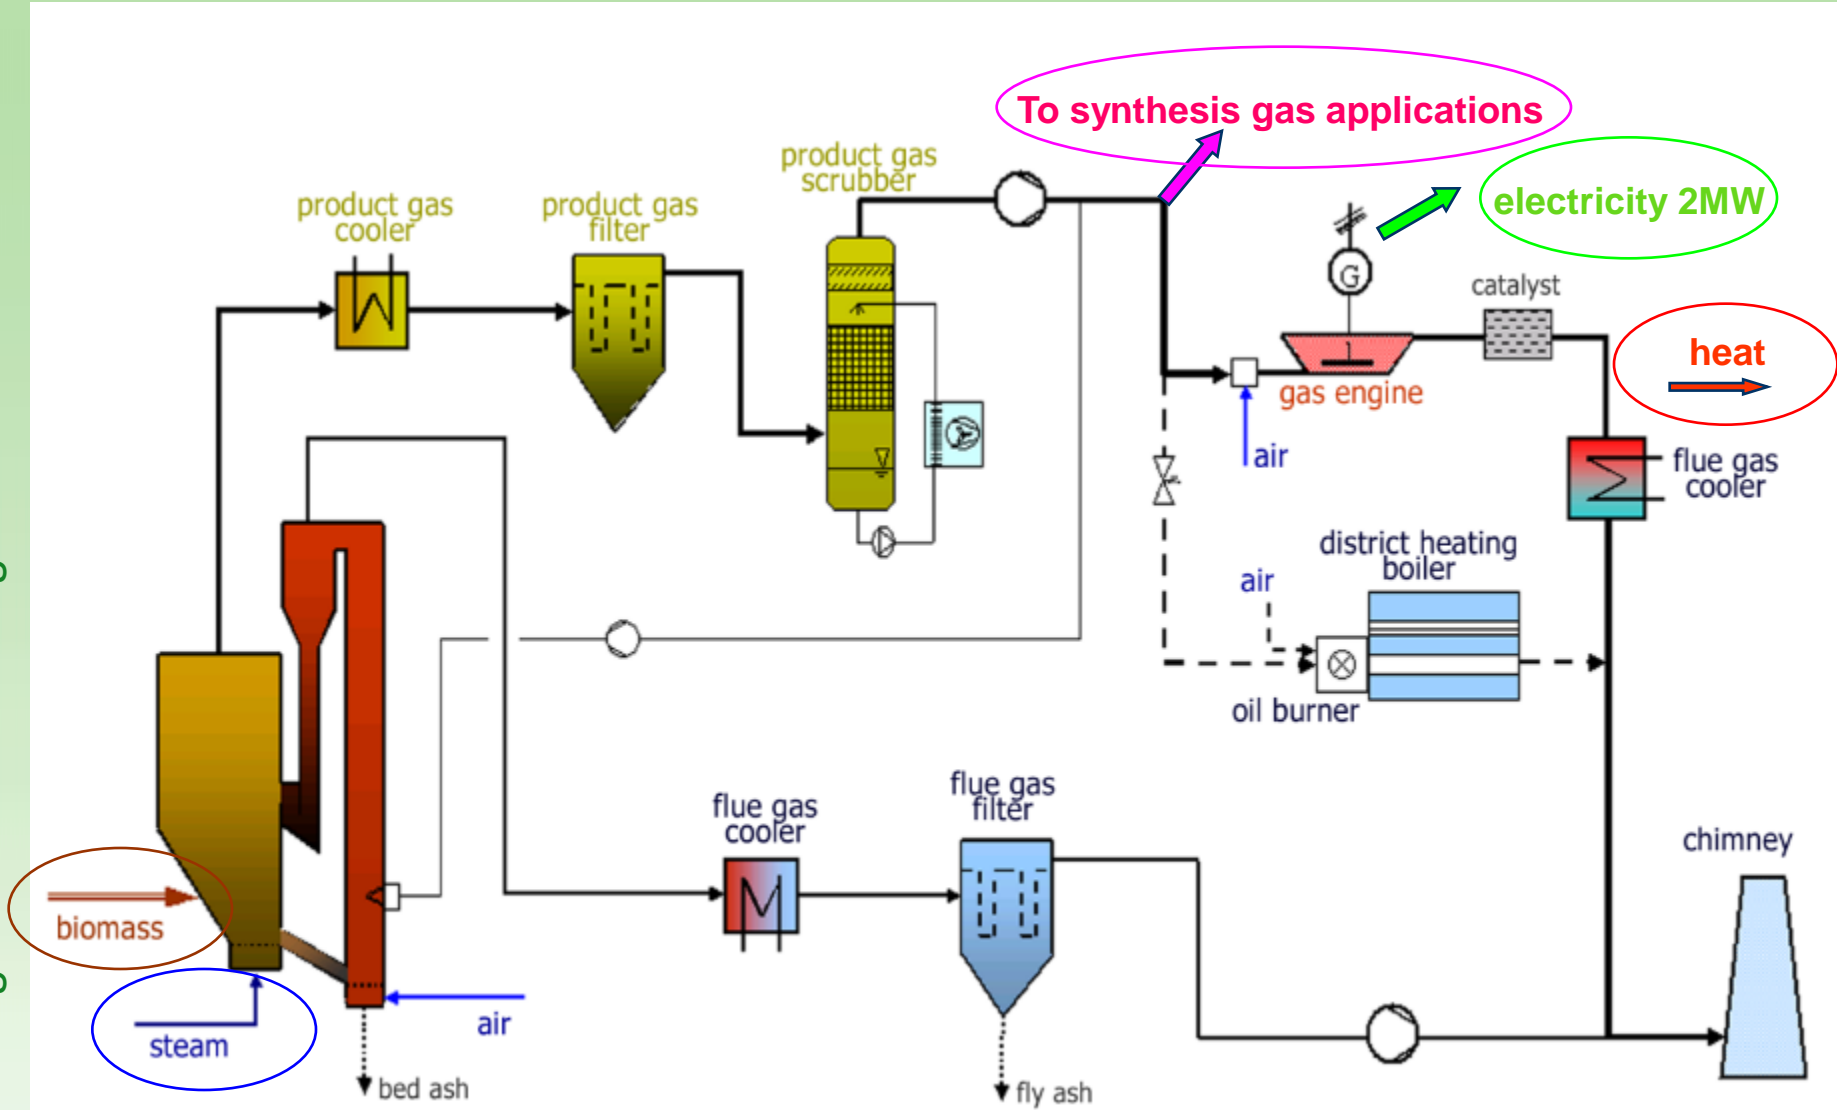 To synthesis gas applications
electricity 2MW
product gas
scrubber
product gas
cooler
product gas
filter
G
catalyst
heat
gas engine
air
flue gas
cooler
district heating
boiler
air
oil burner
flue gas
cooler
flue gas
filter
chimney
biomass
steam
air
bed ash
fly ash